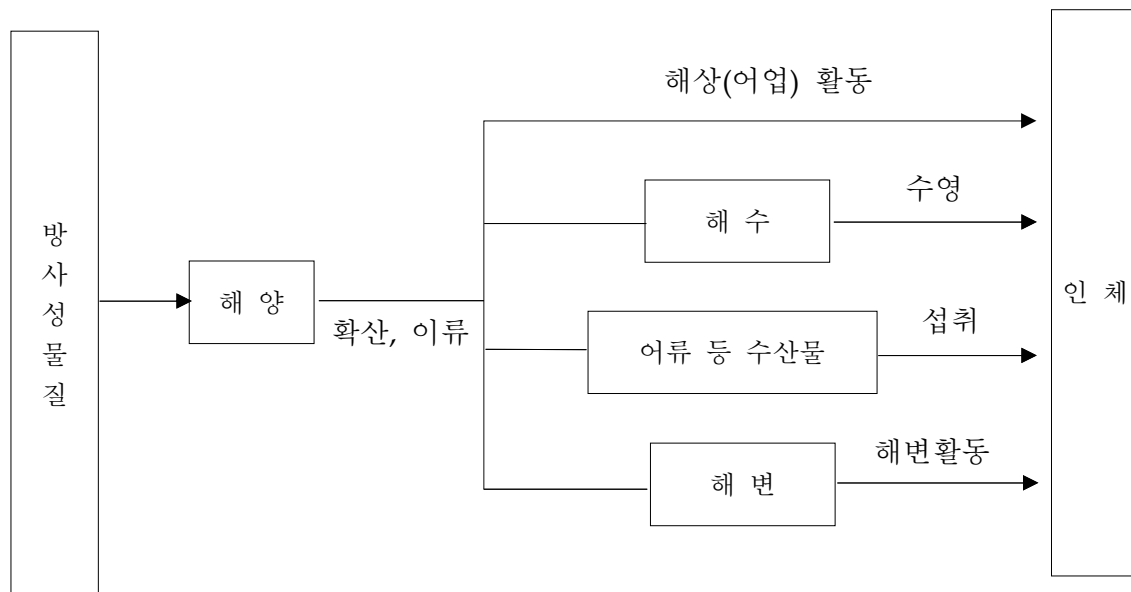 방사성물질
해 양
확산, 이류
해상(어업) 활동
해 수
수영
어류 등 수산물
섭취
해 변
해변활동
인 체